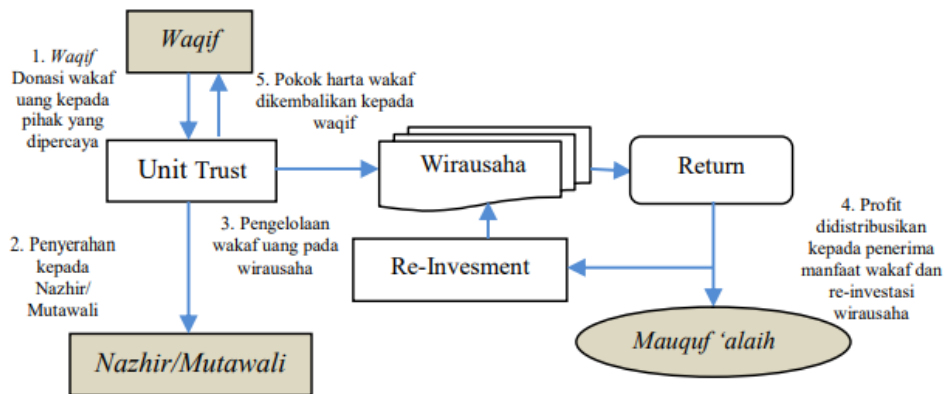 Waqif
1. Waqif
Donasi wakaf
uang kepada
pihak yang
dipercaya
5. Pokok harta wakaf
dikembalikan kepada
waqif
Unit Trust
Wirausaha
Return
2. Penyerahan
kepada
Nazhir/
Mutawali
3. Pengelolaan
wakaf uang pada
wirausaha
Re-Invesment
4. Profit
didistribusikan
kepada penerima
manfaat wakaf dan
re-investasi
wirausaha
Nazhir/Mutawali
Mauquf ‘alaih